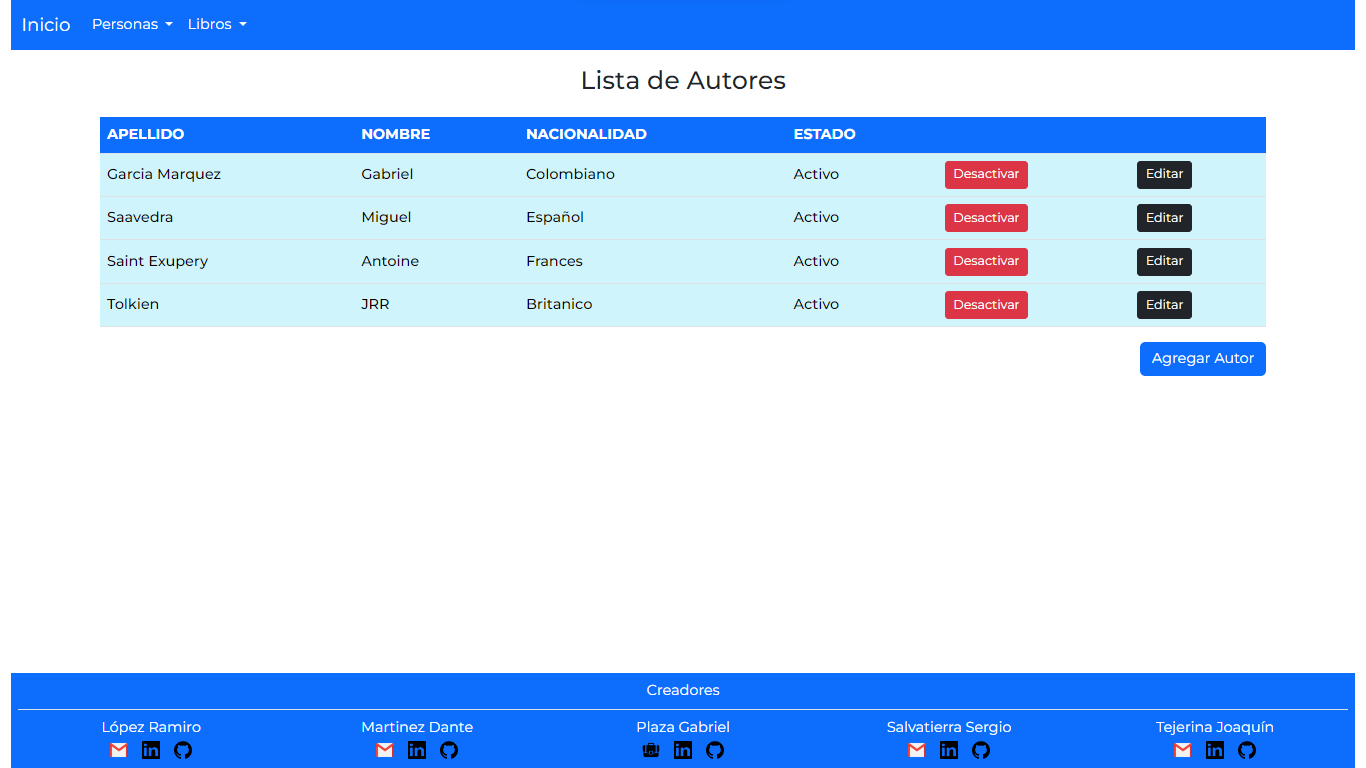 Inicio Personas Libros
Lista de Autores
APELLIDO NOMBRE NACIONALIDAD ESTADO
Garcia Marquez Gabriel Colombiano Activo Desactivar Editar
Saavedra Miguel Español Activo Desactivar Editar
Saint Exupery Antoine Frances Activo Desactivar Editar
Tolkien JRR Britanico Activo Desactivar Editar
Agregar Autor
Creadores
López Ramiro Martinez Dante Plaza Gabriel Salvatierra Sergio Tejerina Joaquín